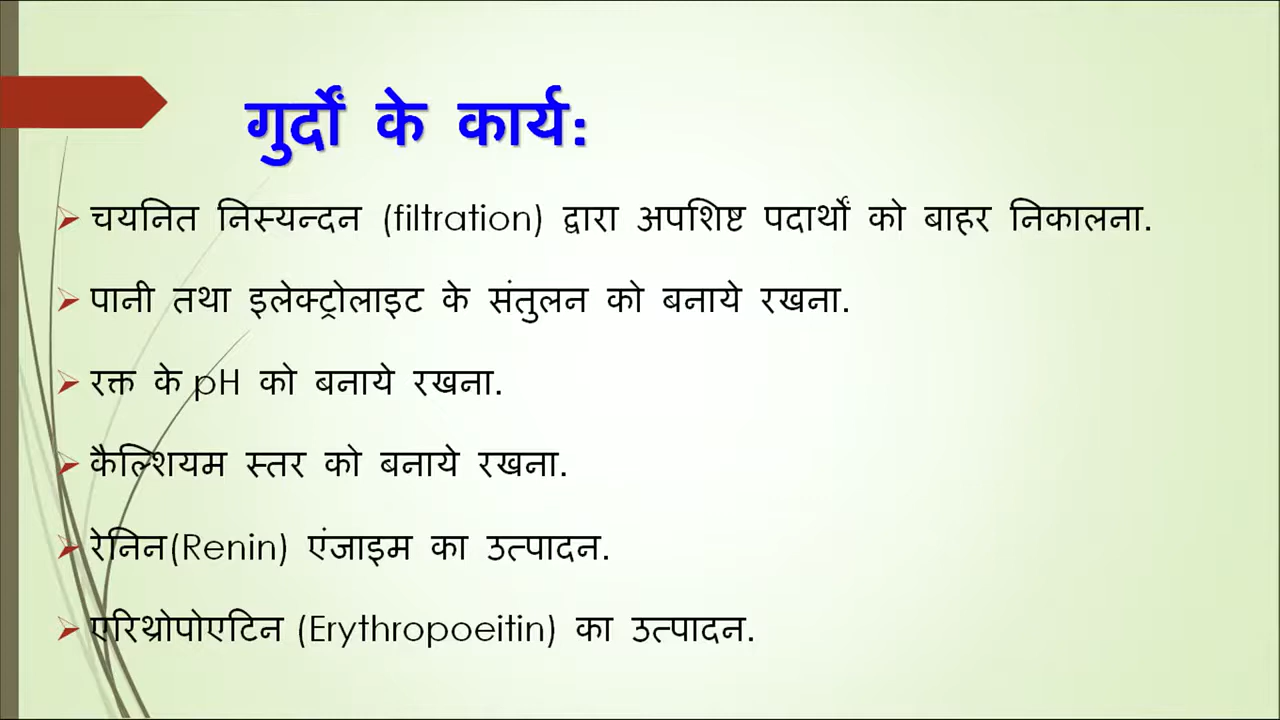 गुर्दों के कार्य:
चयनित निस्यन्दन (filtration) द्वारा अपशिष्ट पदार्थों को बाहर निकालना.
पानी तथा इलेक्ट्रोलाइट के संतुलन को बनाये रखना.
रक्त के pH को बनाये रखना.
कैल्शियम स्तर को बनाये रखना.
रेनिन(Renin) एंजाइम का उत्पादन.
एरिथ्रोपोएटिन (Erythropoeitin) का उत्पादन.